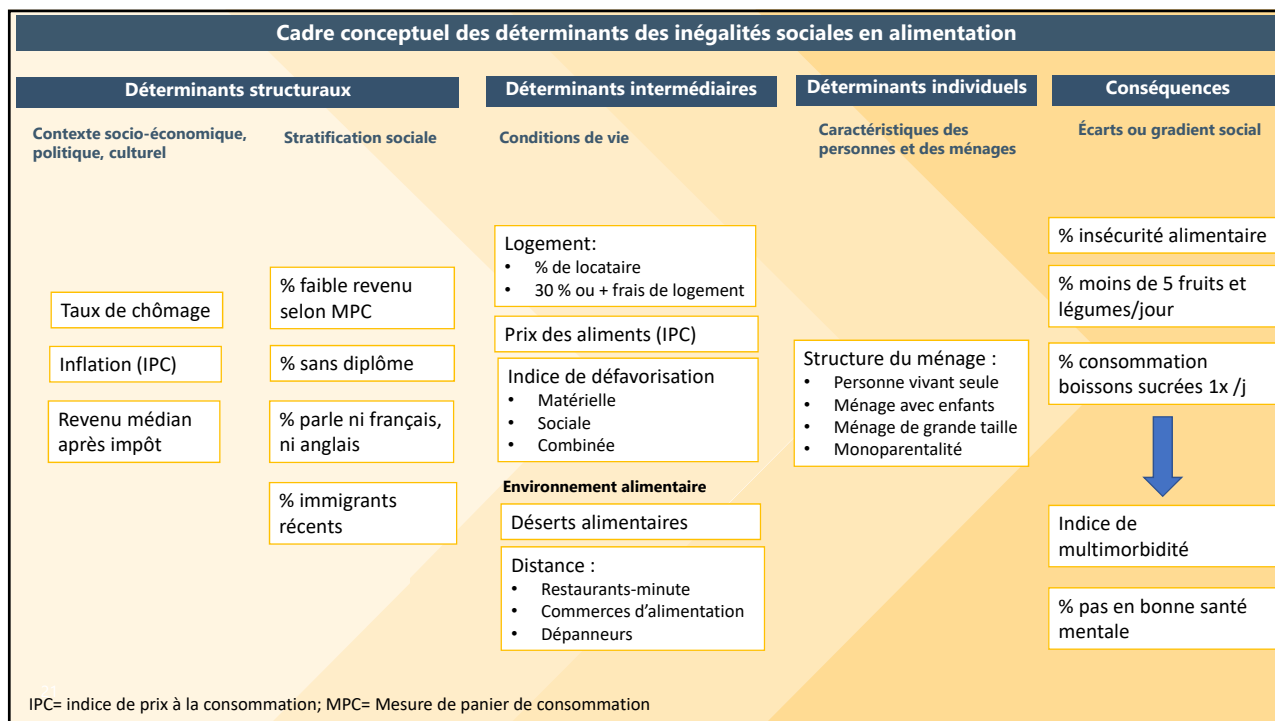 Cadre conceptuel des déterminants des inégalités sociales en alimentation
Déterminants structuraux
Contexte socio-économique,
politique, culturel
Taux de chômage
Inflation (IPC)
Revenu médian
après impôt
Stratification sociale
% faible revenu
selon MPC
% sans diplôme
% parle ni français,
ni anglais
% immigrants
récents
Déterminants intermédiaires
Conditions de vie
Logement:
• % de locataire
• 30 % ou + frais de logement
Prix des aliments (IPC)
Indice de défavorisation
• Matérielle
• Sociale
• Combinée
Environnement alimentaire
Déserts alimentaires
Distance :
• Restaurants-minute
• Commerces d'alimentation
• Dépanneurs
Déterminants individuels
Caractéristiques des
personnes et des ménages
Structure du ménage :
• Personne vivant seule
• Ménage avec enfants
• Ménage de grande taille
• Monoparentalité
Conséquences
Écarts ou gradient social
% insécurité alimentaire
% moins de 5 fruits et
légumes/jour
% consommation
boissons sucrées 1x /j
Indice de
multimorbidité
% pas en bonne santé
mentale
IPC= indice de prix à la consommation; MPC= Mesure de panier de consommation